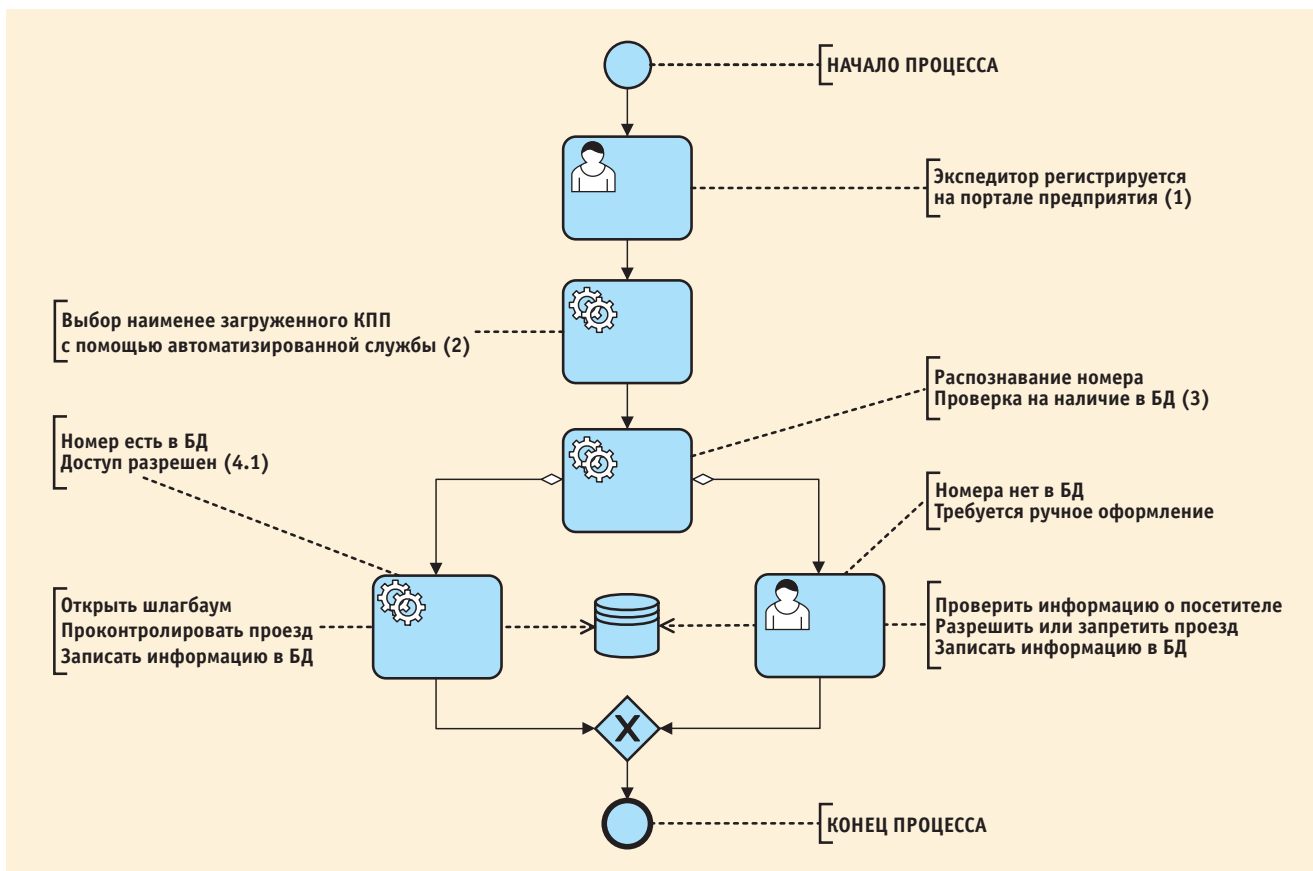 НАЧАЛО ПРОЦЕССА
Экспедитор регистрируется
на портале предприятия (1)
Выбор наименее загруженного КПП
с помощью автоматизированной службы (2)
Распознавание номера
Проверка на наличие в БД (3)
Номер есть в БД
Доступ разрешен (4.1)
Номера нет в БД
Требуется ручное оформление
Открыть шлагбаум
Проконтролировать проезд
Записать информацию в БД
Проверить информацию о посетителе
Разрешить или запретить проезд
Записать информацию в БД
X
КОНЕЦ ПРОЦЕССА